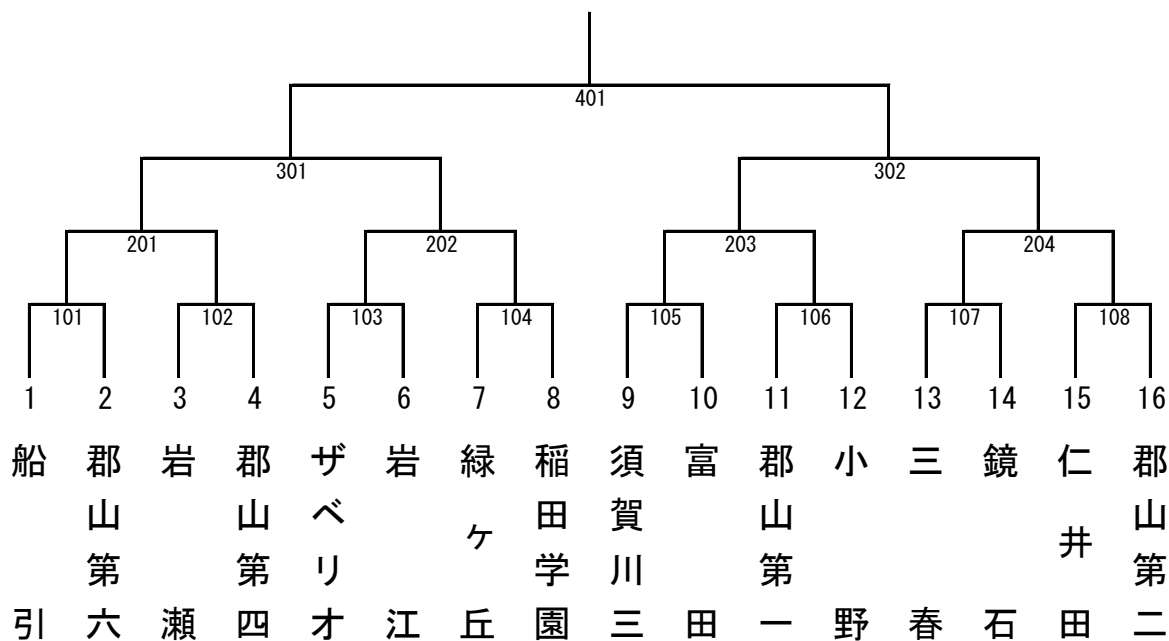 401
301
302
201
202
203
204
101
102
103
104
105
106
107
108
1
2
3
4
5
6
7
8
9
10
11
12
13
14
15
16
船引
郡山第六
岩瀬
郡山第四
ザベリオ
岩江
緑ヶ丘
稲田学園
須賀川三
富田
郡山第一
小野
三春
鏡石
仁井田
郡山第二